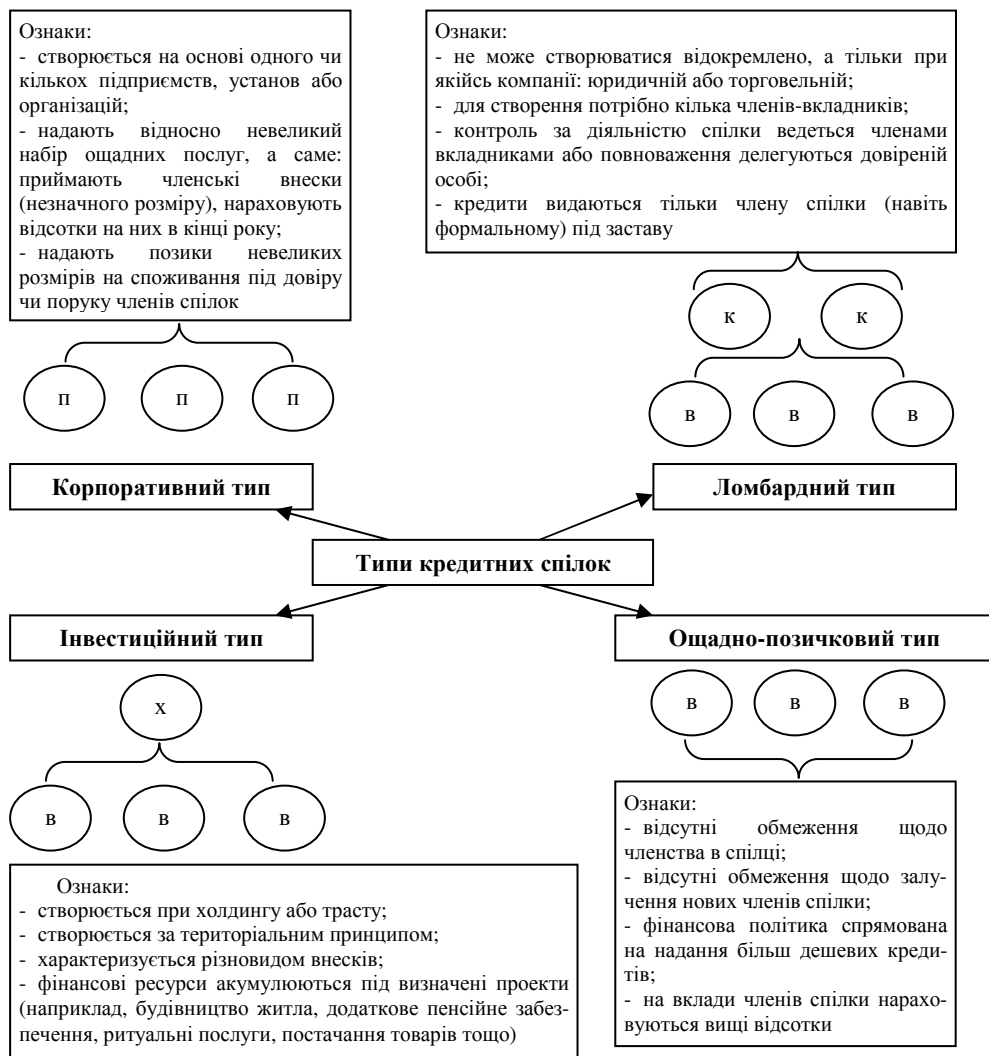 Ознаки:
- створюється на основі одного чи
кількох підприємств, установ або
організацій;
- надають відносно невеликий
набір ощадних послуг, а саме:
приймають членські внески
(незначного розміру), нараховують
відсотки на них в кінці року;
- надають позики невеликих
розмірів на споживання під довіру
чи поруку членів спілок
п п п
Корпоративний тип
Ознаки:
- не може створюватися відокремлено, а тільки при
якійсь компанії: юридичній або торговельній;
- для створення потрібно кілька членів-вкладників;
- контроль за діяльністю спілки ведеться членами
вкладниками або повноваження делегуються довіреній
особі;
- кредити видаються тільки члену спілки (навіть
формальному) під заставу
к к
в в в
Ломбардний тип
Типи кредитних спілок
Інвестиційний тип
х
в в в
Ознаки:
- створюється при холдингу або трасту;
- створюється за територіальним принципом;
- характеризується різновидом внесків;
- фінансові ресурси акумулюються під визначені проекти
(наприклад, будівництво житла, додаткове пенсійне забез-
печення, ритуальні послуги, постачання товарів тощо)
Ощадно-позичковий тип
в в в
Ознаки:
- відсутні обмеження щодо
членства в спілці;
- відсутні обмеження щодо залу-
чення нових членів спілки;
- фінансова політика спрямована
на надання більш дешевих креди-
тів;
- на вклади членів спілки нарахо-
вуються вищі відсотки